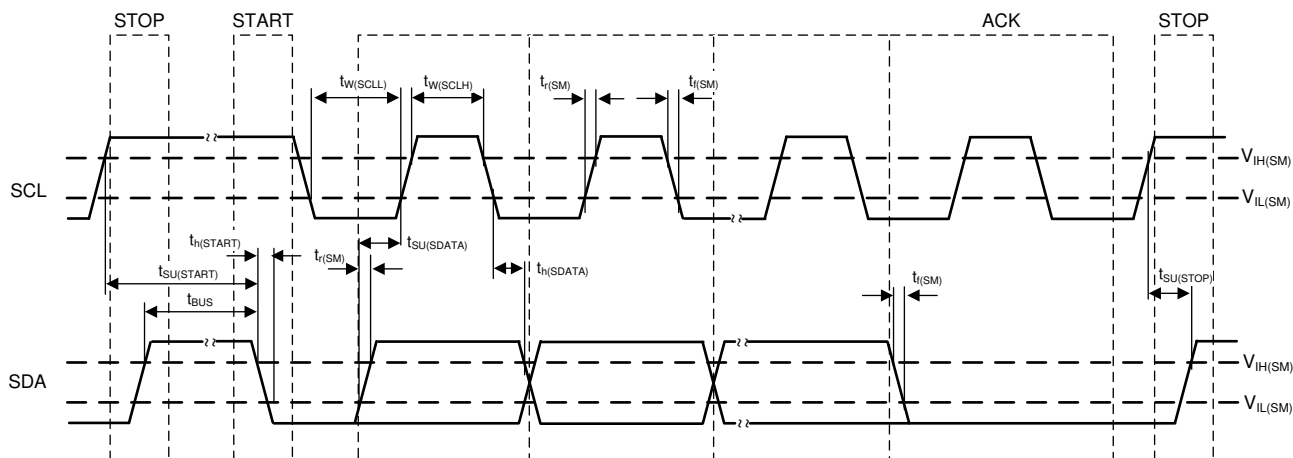 STOP START ACK STOP
tW(SCLL) tW(SCLH) tr(SM) tf(SM)
VIH(SM)
SCL
VIL(SM)
th(START) tr(SM) tSU(SDATA)
th(SDATA)
tSU(START) tf(SM) tSU(STOP)
tBUS
VIH(SM)
SDA
VIL(SM)